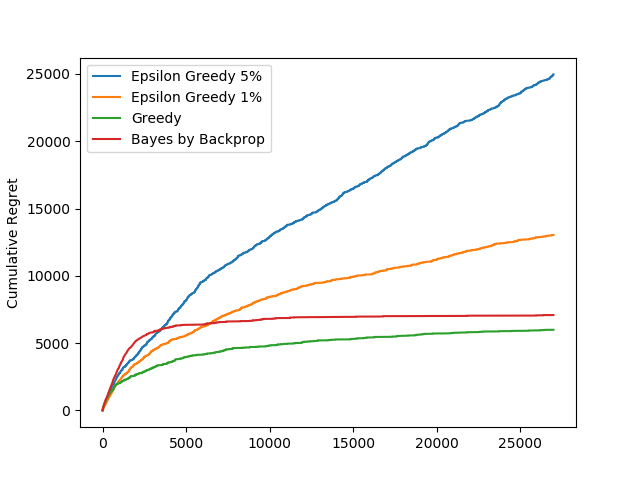 Epsilon Greedy 5%
Epsilon Greedy 1%
Greedy
Bayes by Backprop
Cumulative Regret
25000
20000
15000
10000
5000
0
0 5000 10000 15000 20000 25000